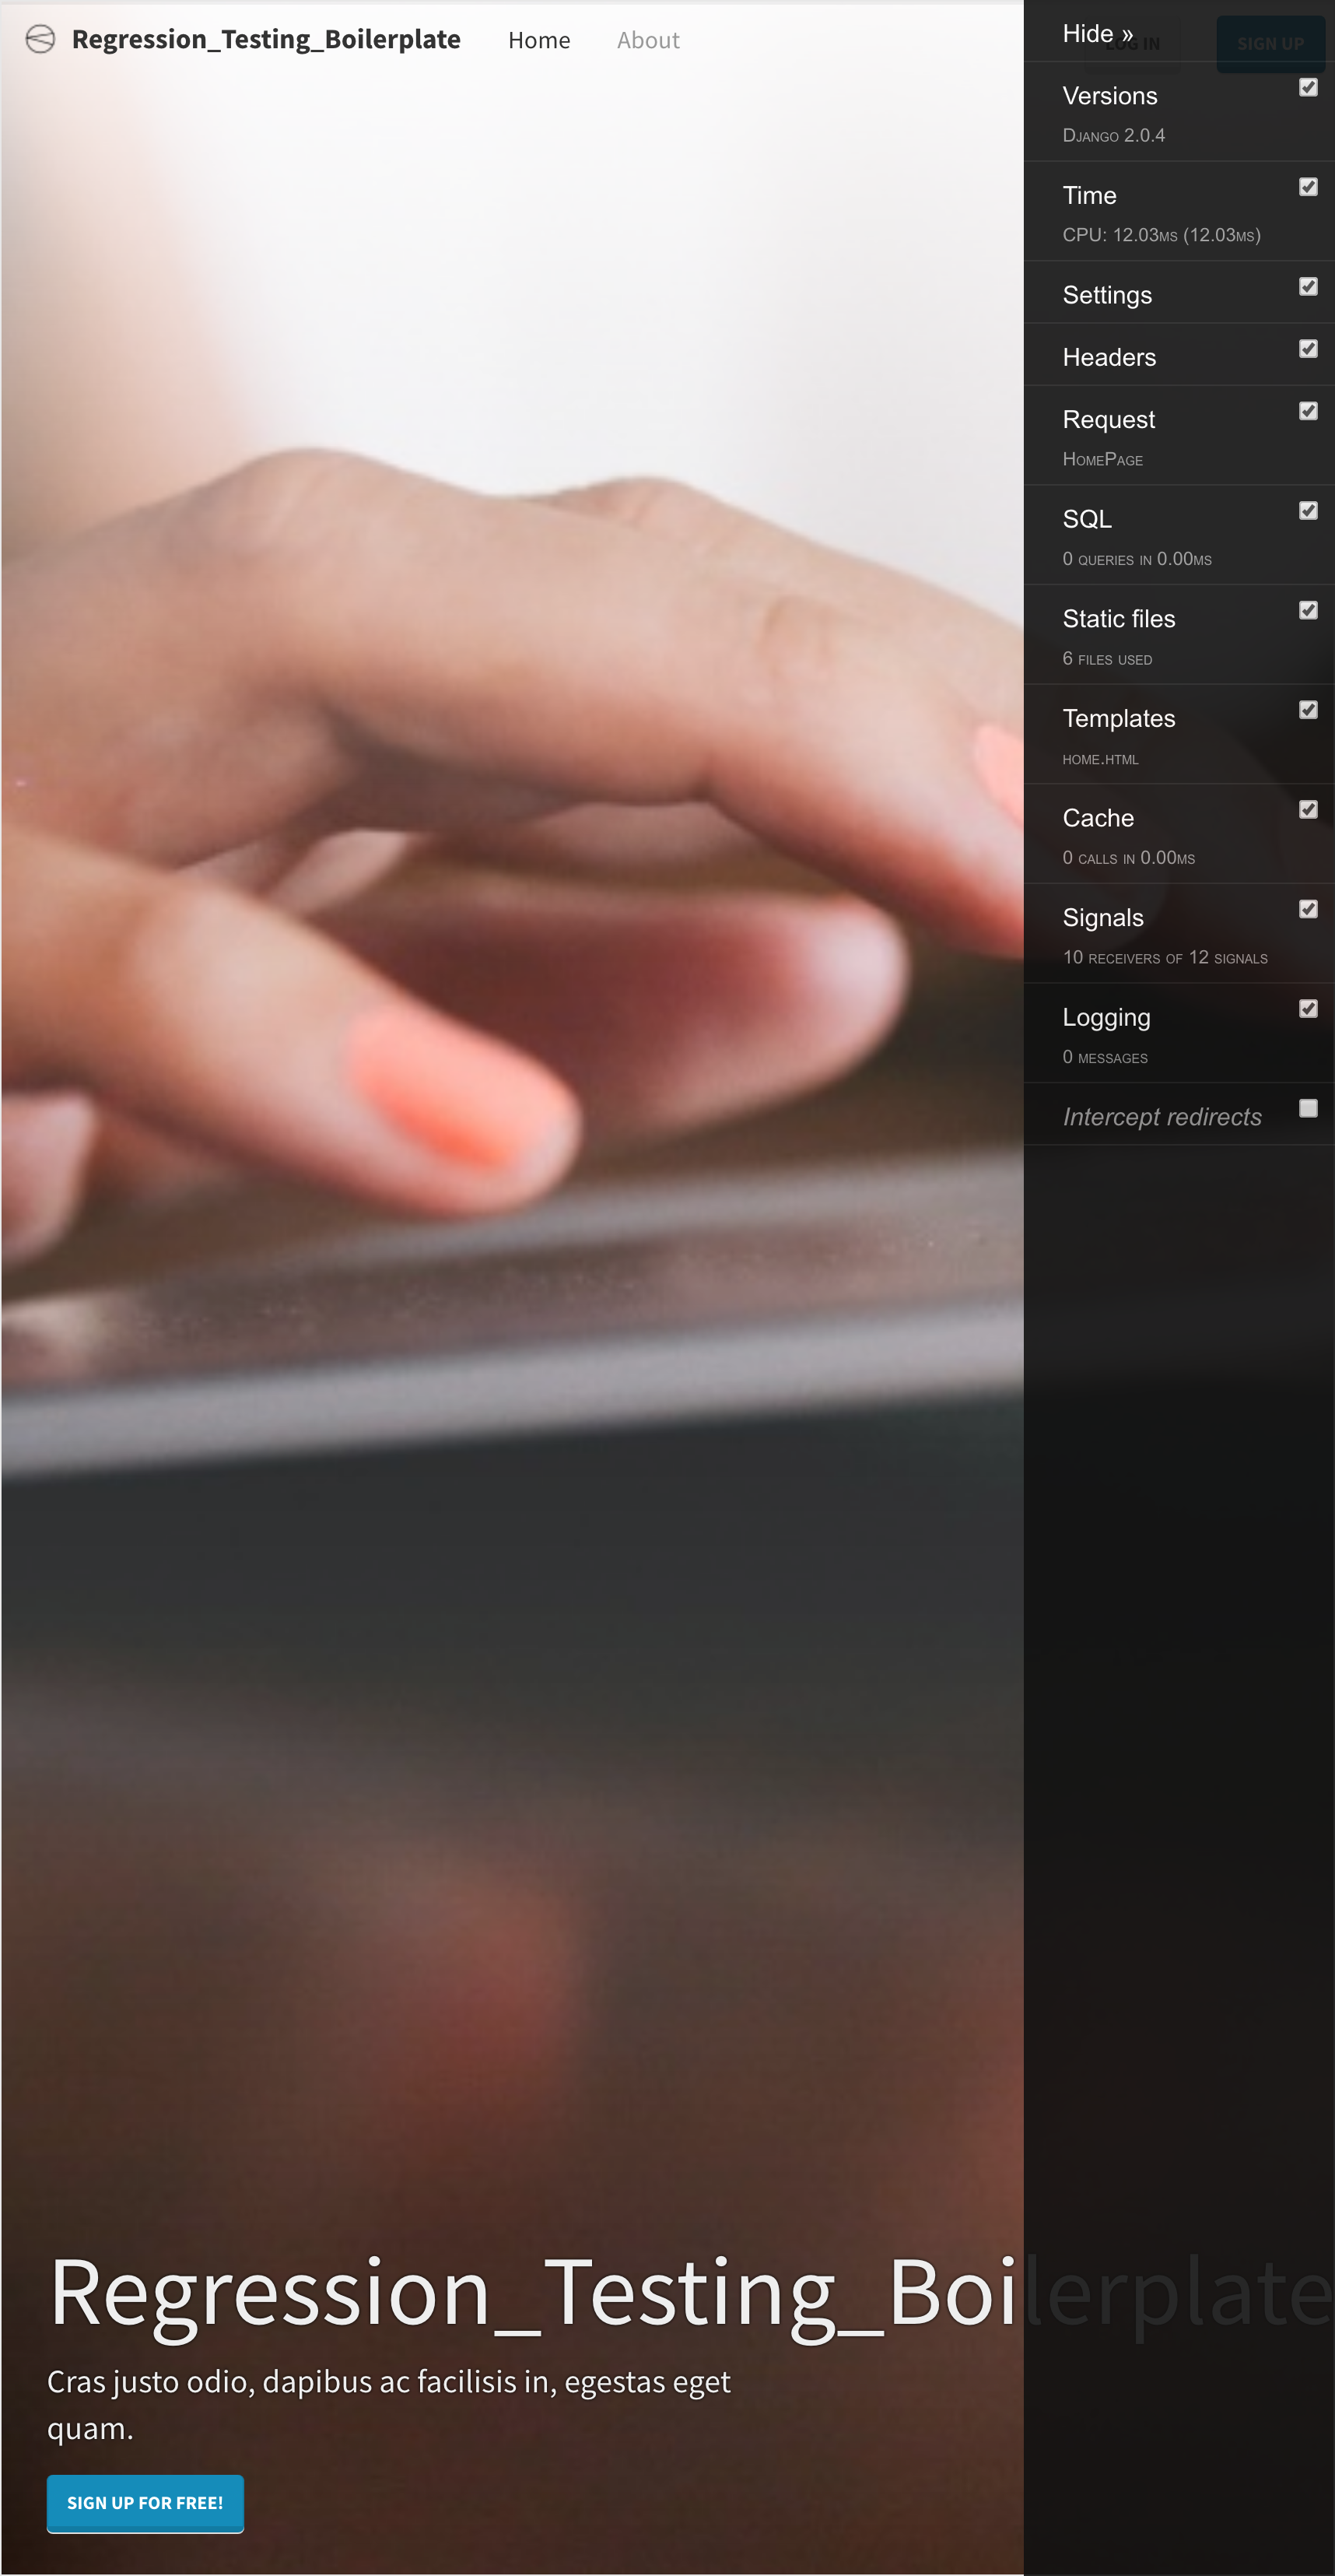 Regression_Testing_Boilerplate Home About LOG IN SIGN UP
Hide »
Versions
Django 2.0.4
Time
CPU: 12.03ms (12.03ms)
Settings
Headers
Request
HomePage
SQL
0 queries in 0.00ms
Static files
6 files used
Templates
home.html
Cache
0 calls in 0.00ms
Signals
10 receivers of 12 signals
Logging
0 messages
Intercept redirects
Regression_Testing_Boilerplate
Cras justo odio, dapibus ac facilisis in, egestas eget
quam.
SIGN UP FOR FREE!